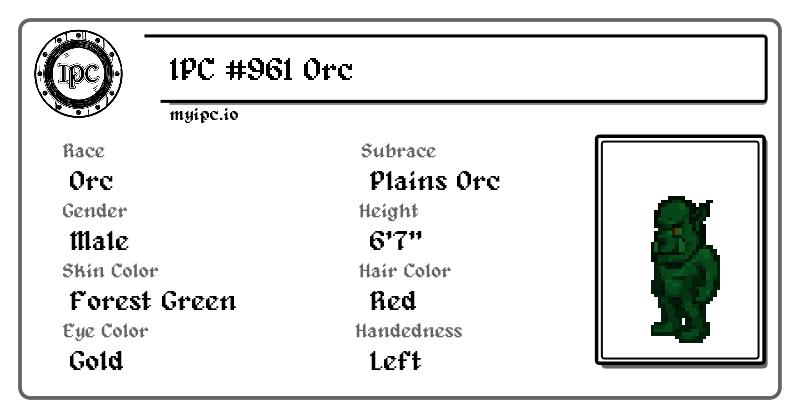 IPC
IPC #961 Orc
myipc.io
Race
Orc
Subrace
Plains Orc
Gender
Male
Height
6'7"
Skin Color
Forest Green
Hair Color
Red
Eye Color
Gold
Handedness
Left